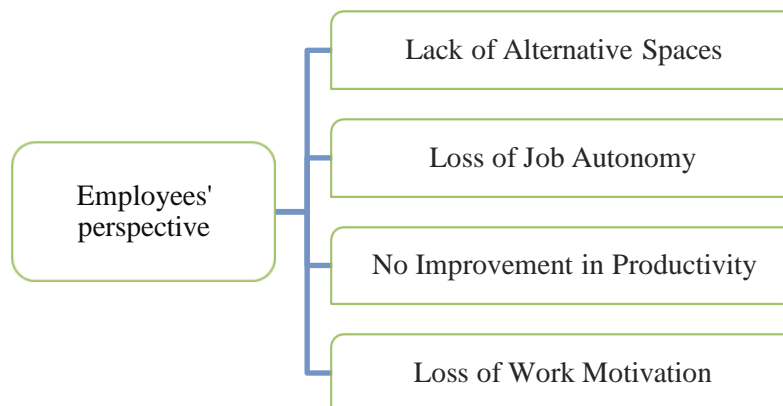 Employees'
perspective
Lack of Alternative Spaces
Loss of Job Autonomy
No Improvement in Productivity
Loss of Work Motivation